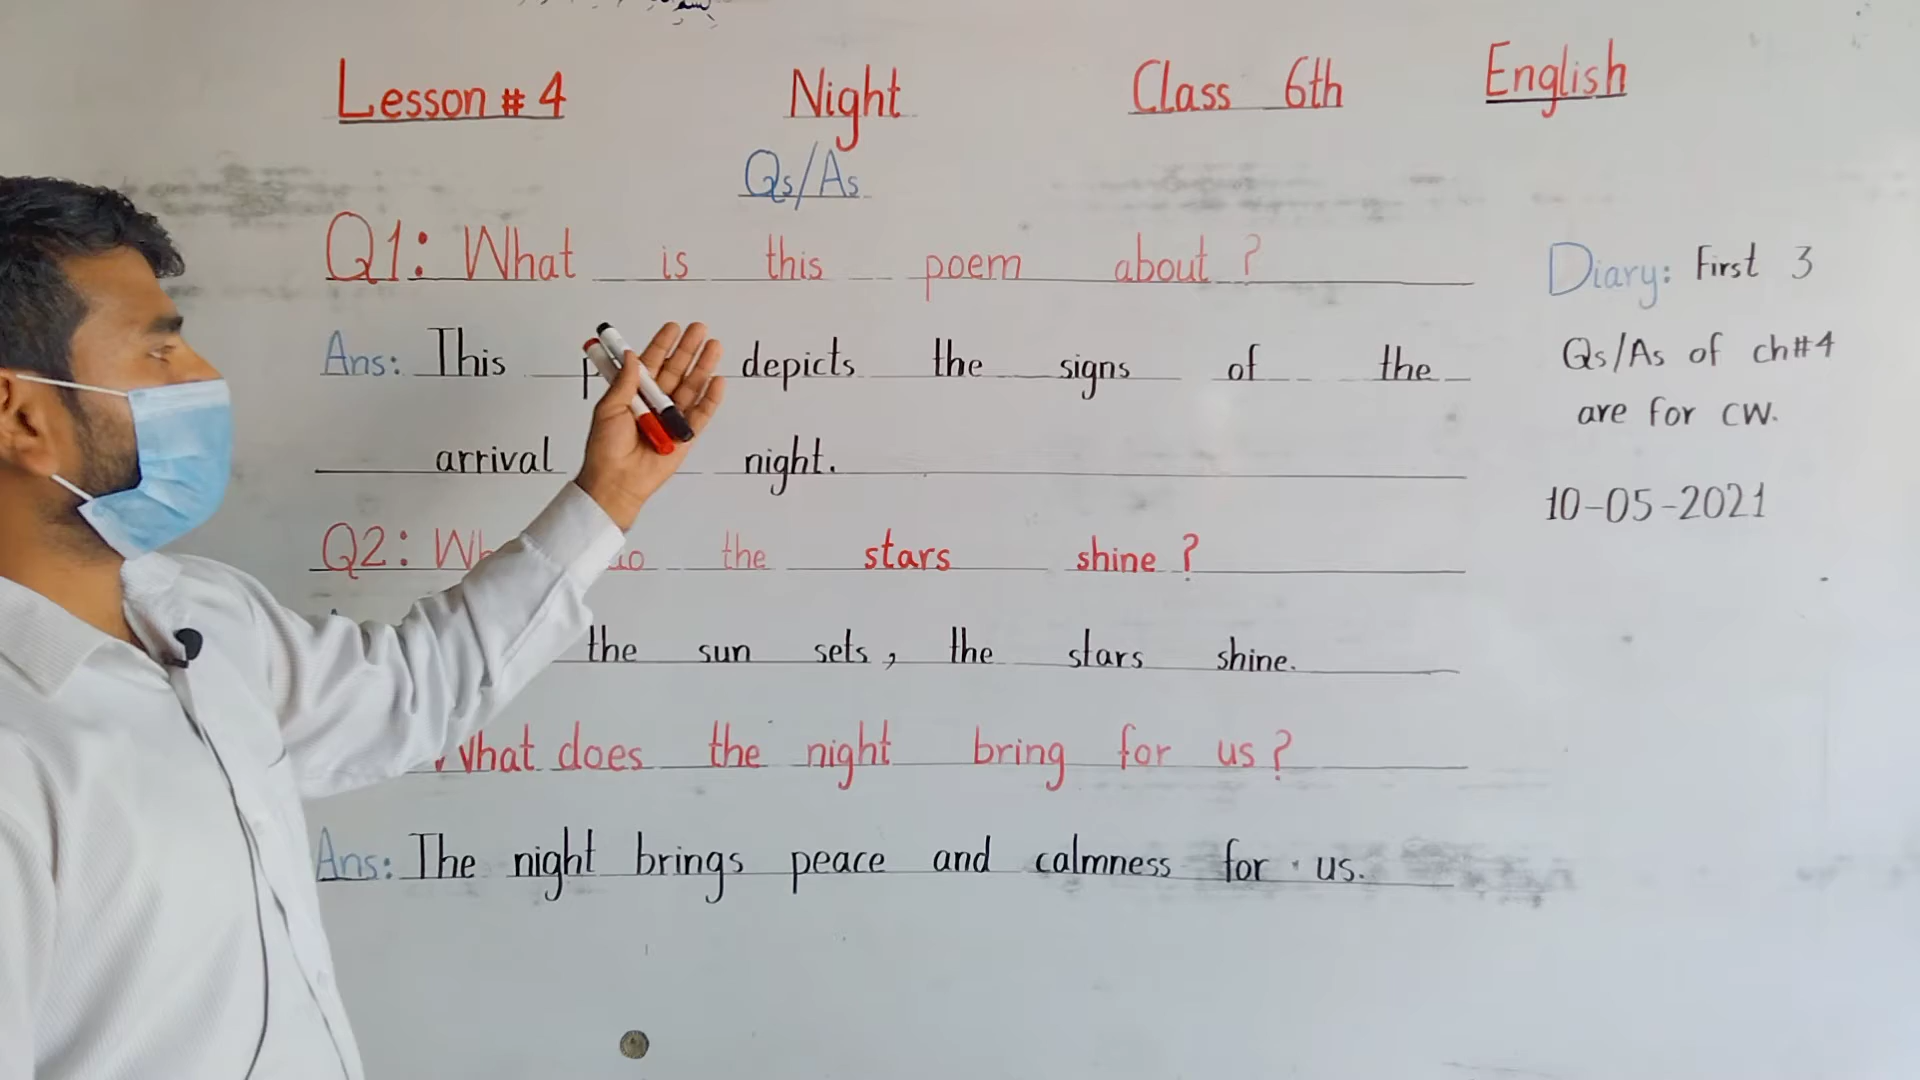 Lesson # 4 Night Class 6th English
Qs/As
Q1: What is this poem about?
Ans: This depicts the signs of the
arrival night.
Q2: the stars shine?
the sun sets, the stars shine.
What does the night bring for us?
Ans: The night brings peace and calmness for us.
Diary: First 3
Qs/As of ch#4
are for CW.
10-05-2021